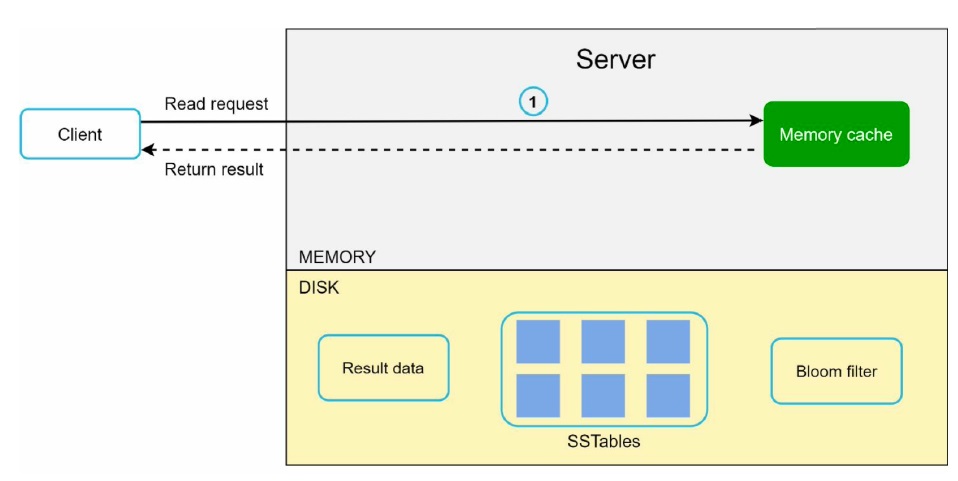 Server
Read request
1
Client
Memory cache
Return result
MEMORY
DISK
Result data
Bloom filter
SSTables